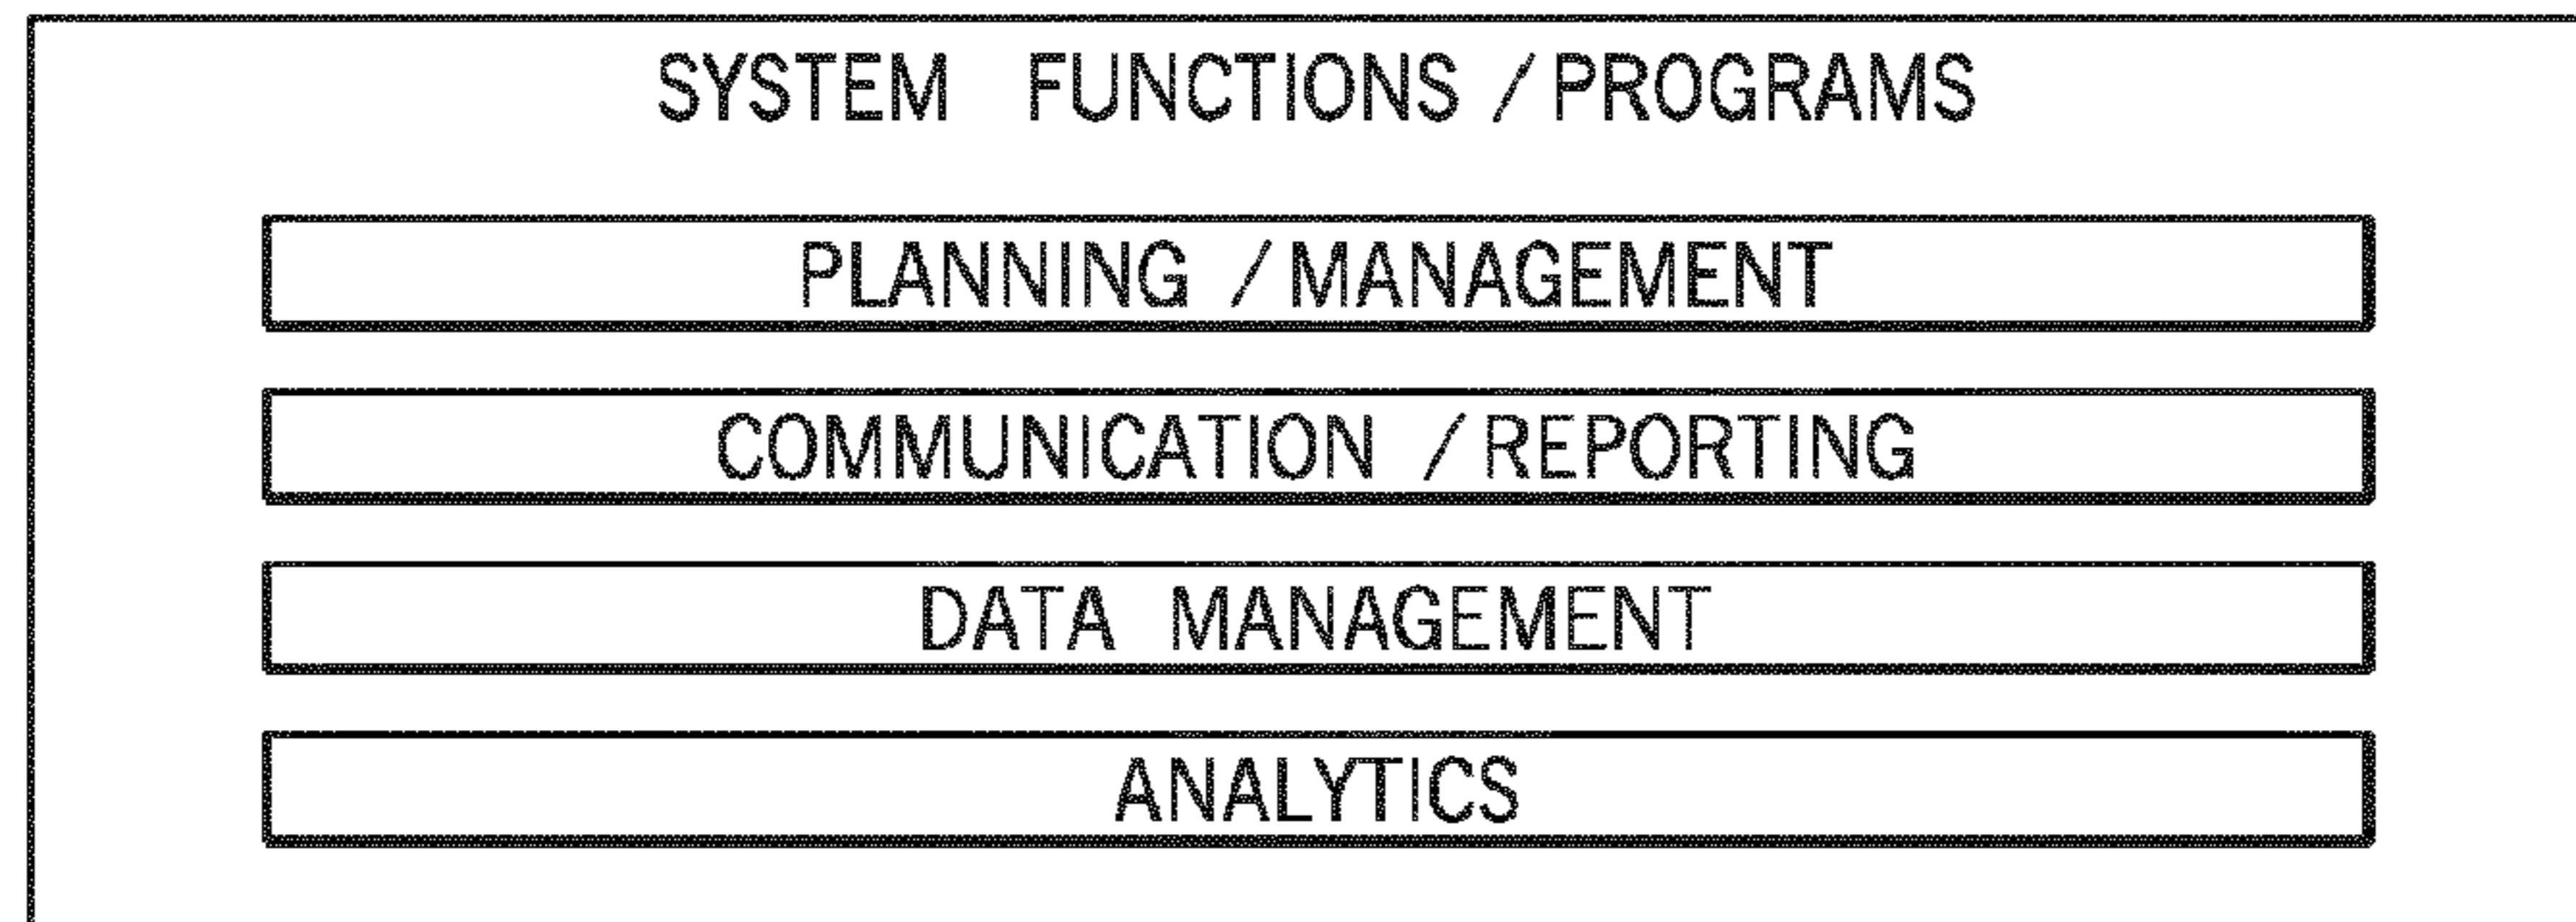 SYSTEM FUNCTIONS / PROGRAMS
PLANNING / MANAGEMENT
COMMUNICATION / REPORTING
DATA MANAGEMENT
ANALYTICS